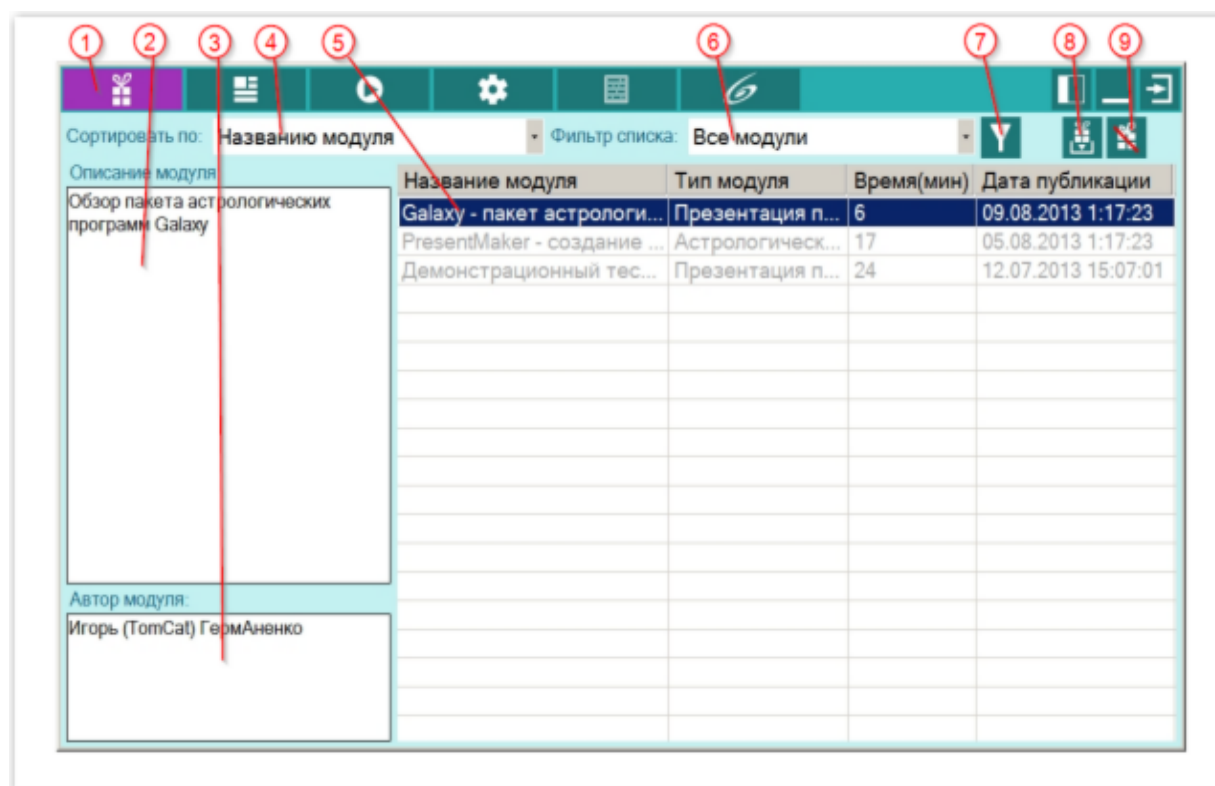 1 2 3 4 5 6 7 8 9
Сортировать по: Названию модуля Фильтр списка: Все модули
Описание модуля
Обзор пакета астрологических
программ Galaxy
Название модуля Тип модуля Время(мин) Дата публикации
Galaxy - пакет астрологи... Презентация п... 6 09.08.2013 1:17:23
PresentMaker - создание ... Астрологическ... 17 05.08.2013 1:17:23
Демонстрационный тес... Презентация п... 24 12.07.2013 15:07:01
Автор модуля:
Игорь (TomCat) ГермАненко